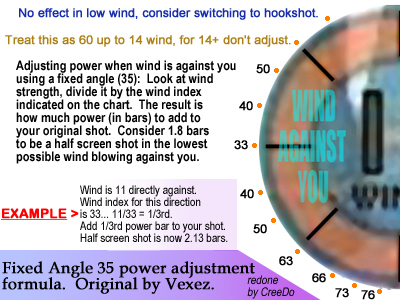 No effect in low wind, consider switching to hookshot.
Treat this as 60 up to 14 wind, for 14+ don't adjust.
Adjusting power when wind is against you
using a fixed angle (35): Look at wind
strength, divide it by the wind index
indicated on the chart. The result is
how much power (in bars) to add to
your original shot. Consider 1.8 bars
to be a half screen shot in the lowest
possible wind blowing against you.
50
40
33
40
50
63
66
73
76
WIND
AGAINST
YOU
WIN
EXAMPLE >
Wind is 11 directly against.
Wind index for this direction
is 33... 11/33 = 1/3rd.
Add 1/3rd power bar to your shot.
Half screen shot is now 2.13 bars.
Fixed Angle 35 power adjustment
formula. Original by Vexez.
redone
by CreeDo